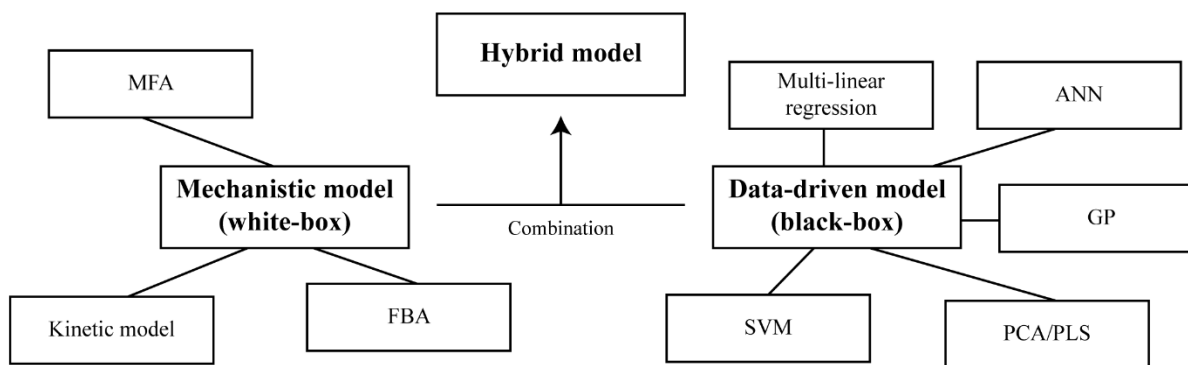 Hybrid model
MFA
Multi-linear
regression
ANN
Mechanistic model
(white-box)
Combination
Data-driven model
(black-box)
GP
Kinetic model
FBA
SVM
PCA/PLS